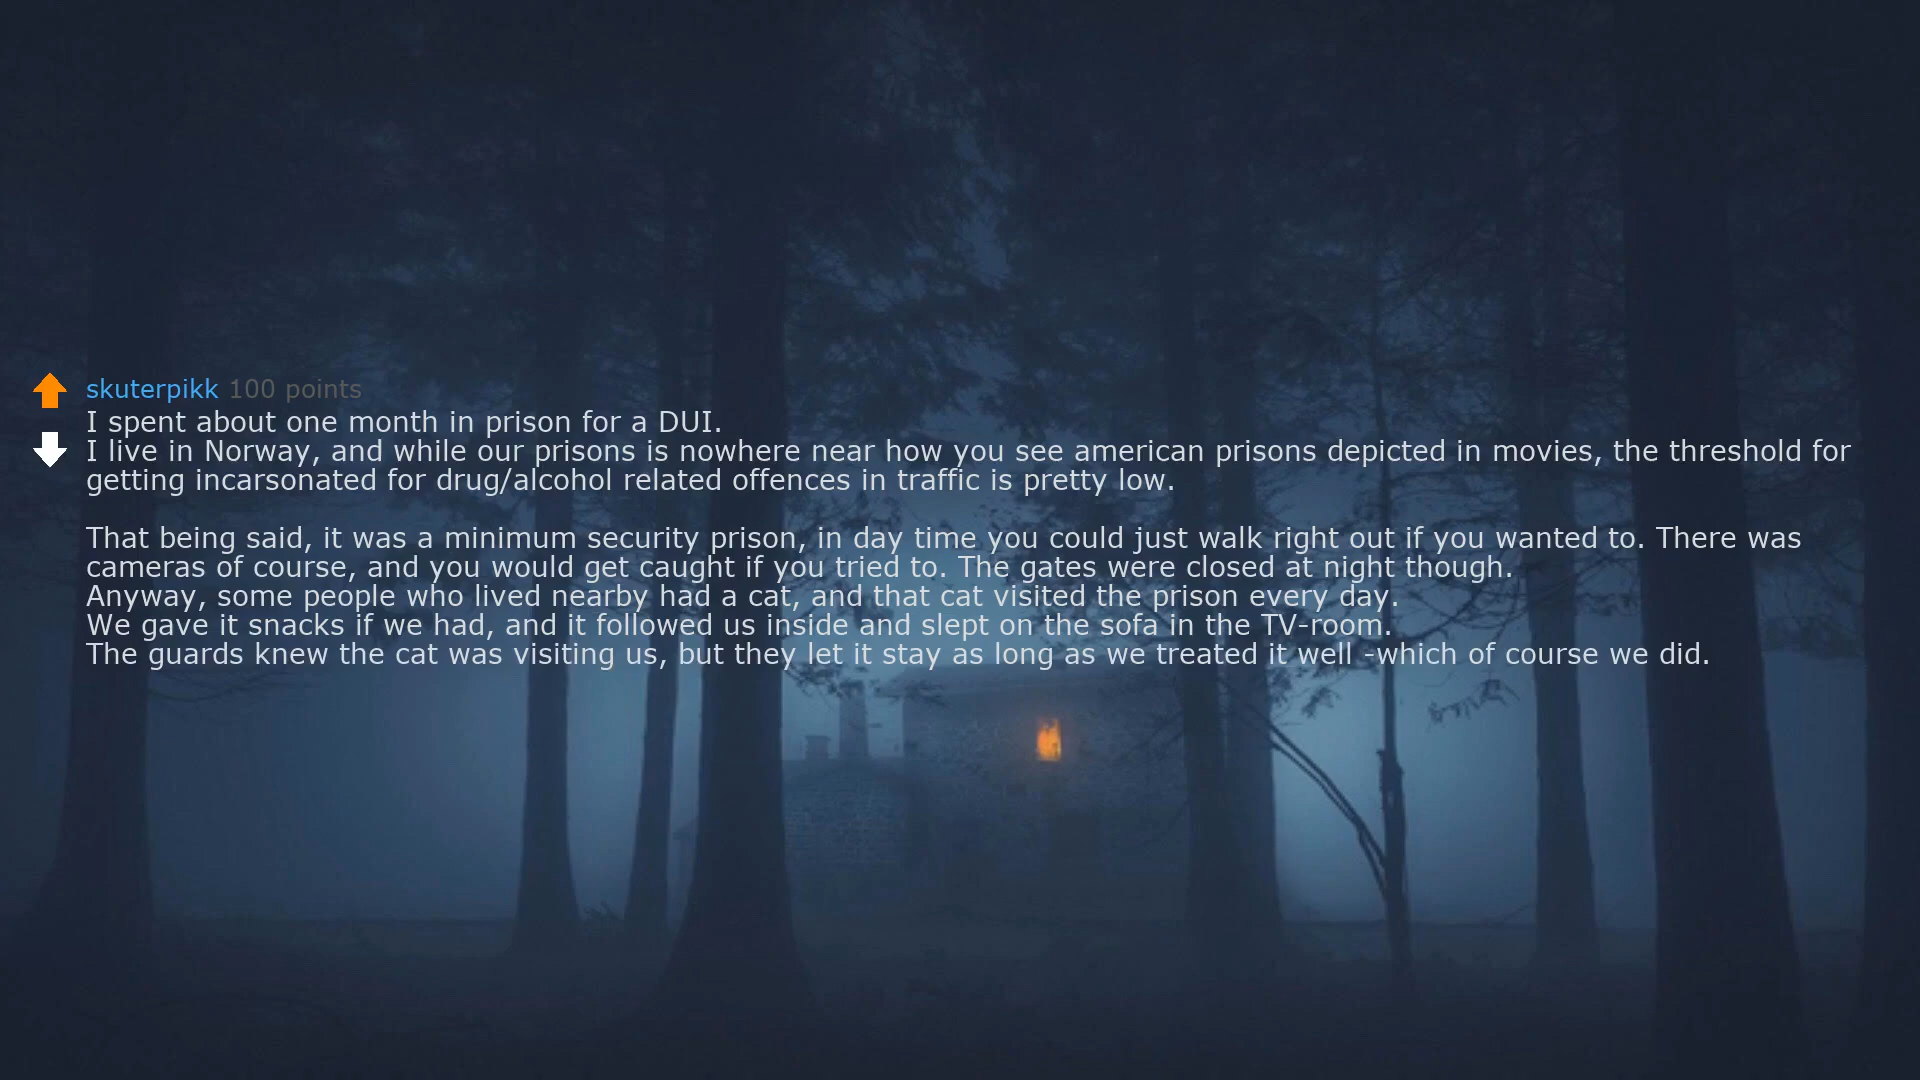 skuterpikk 100 points
I spent about one month in prison for a DUI.
I live in Norway, and while our prisons is nowhere near how you see american prisons depicted in movies, the threshold for
getting incarsonated for drug/alcohol related offences in traffic is pretty low.
That being said, it was a minimum security prison, in day time you could just walk right out if you wanted to. There was
cameras of course, and you would get caught if you tried to. The gates were closed at night though.
Anyway, some people who lived nearby had a cat, and that cat visited the prison every day.
We gave it snacks if we had, and it followed us inside and slept on the sofa in the TV-room.
The guards knew the cat was visiting us, but they let it stay as long as we treated it well -which of course we did.